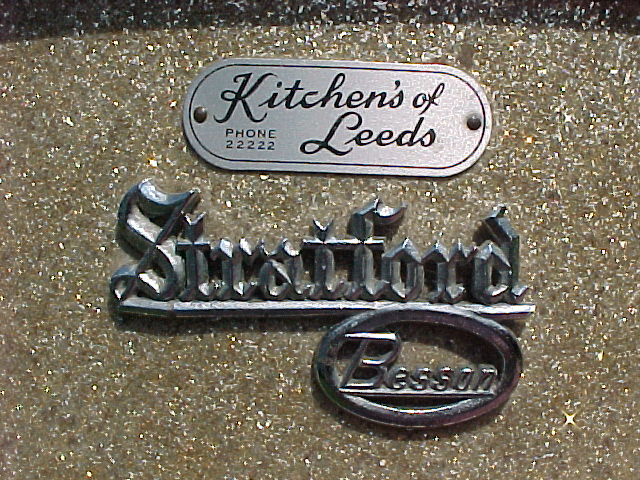 Kitchen's of
Leeds
PHONE
22222
Stratford
Besson